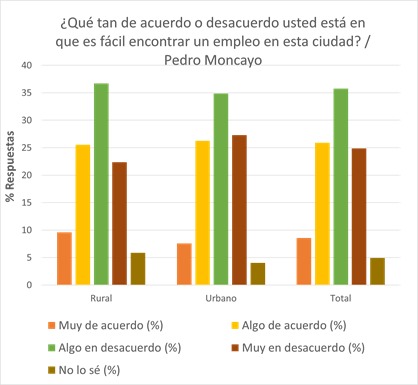 ¿Qué tan de acuerdo o desacuerdo usted está en
que es fácil encontrar un empleo en esta ciudad? /
Pedro Moncayo
% Respuestas
40
35
30
25
20
15
10
5
0
Rural Urbano Total
Muy de acuerdo (%) Algo de acuerdo (%)
Algo en desacuerdo (%) Muy en desacuerdo (%)
No lo sé (%)